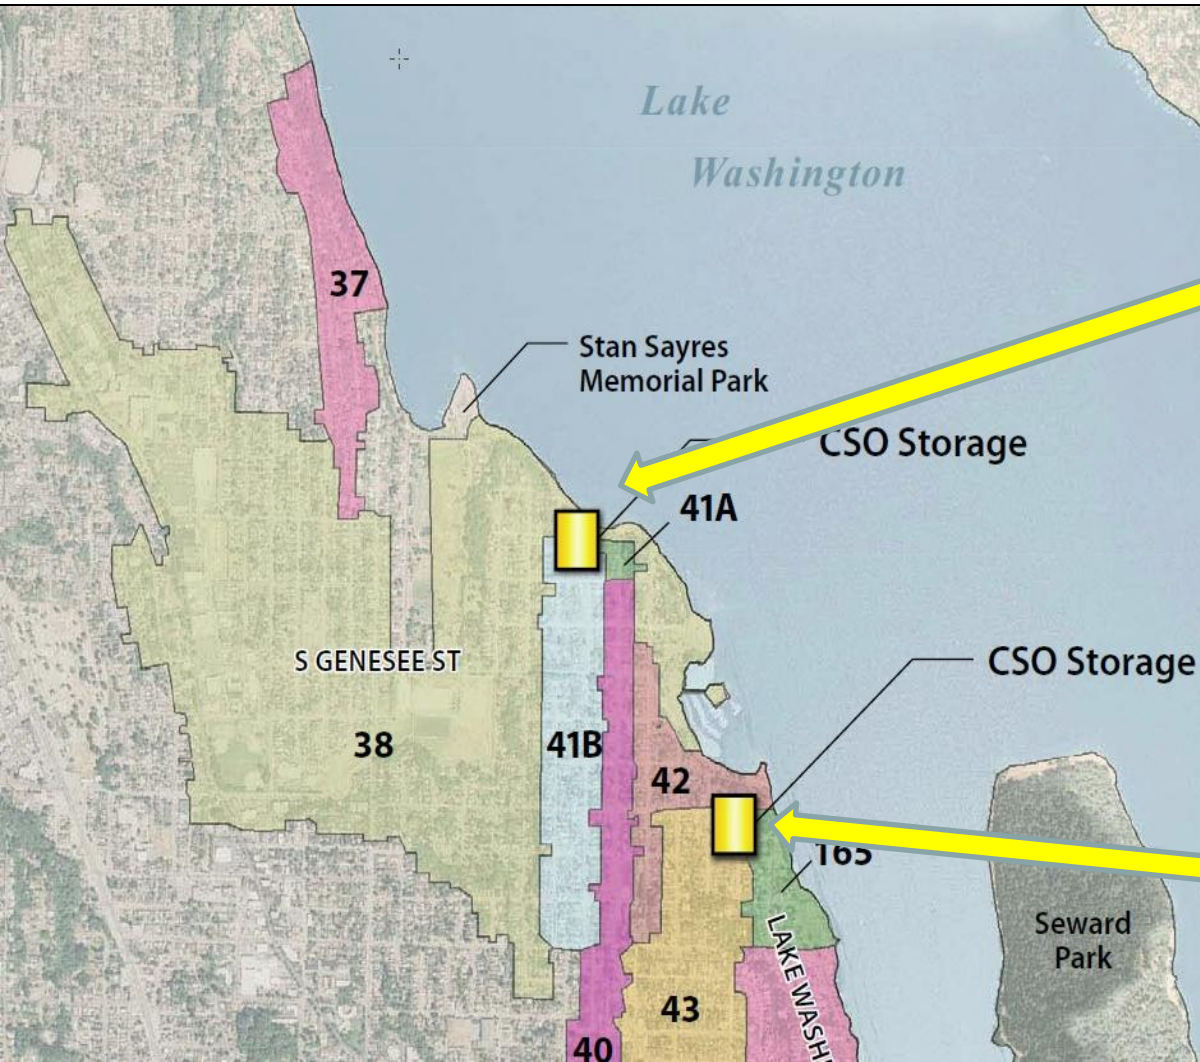 Lake
Washington
37
Stan Sayres
Memorial Park
CSO Storage
41A
S GENESEE ST
CSO Storage
38
41B
42
165
Seward
Park
LAKE WASHI
43
40